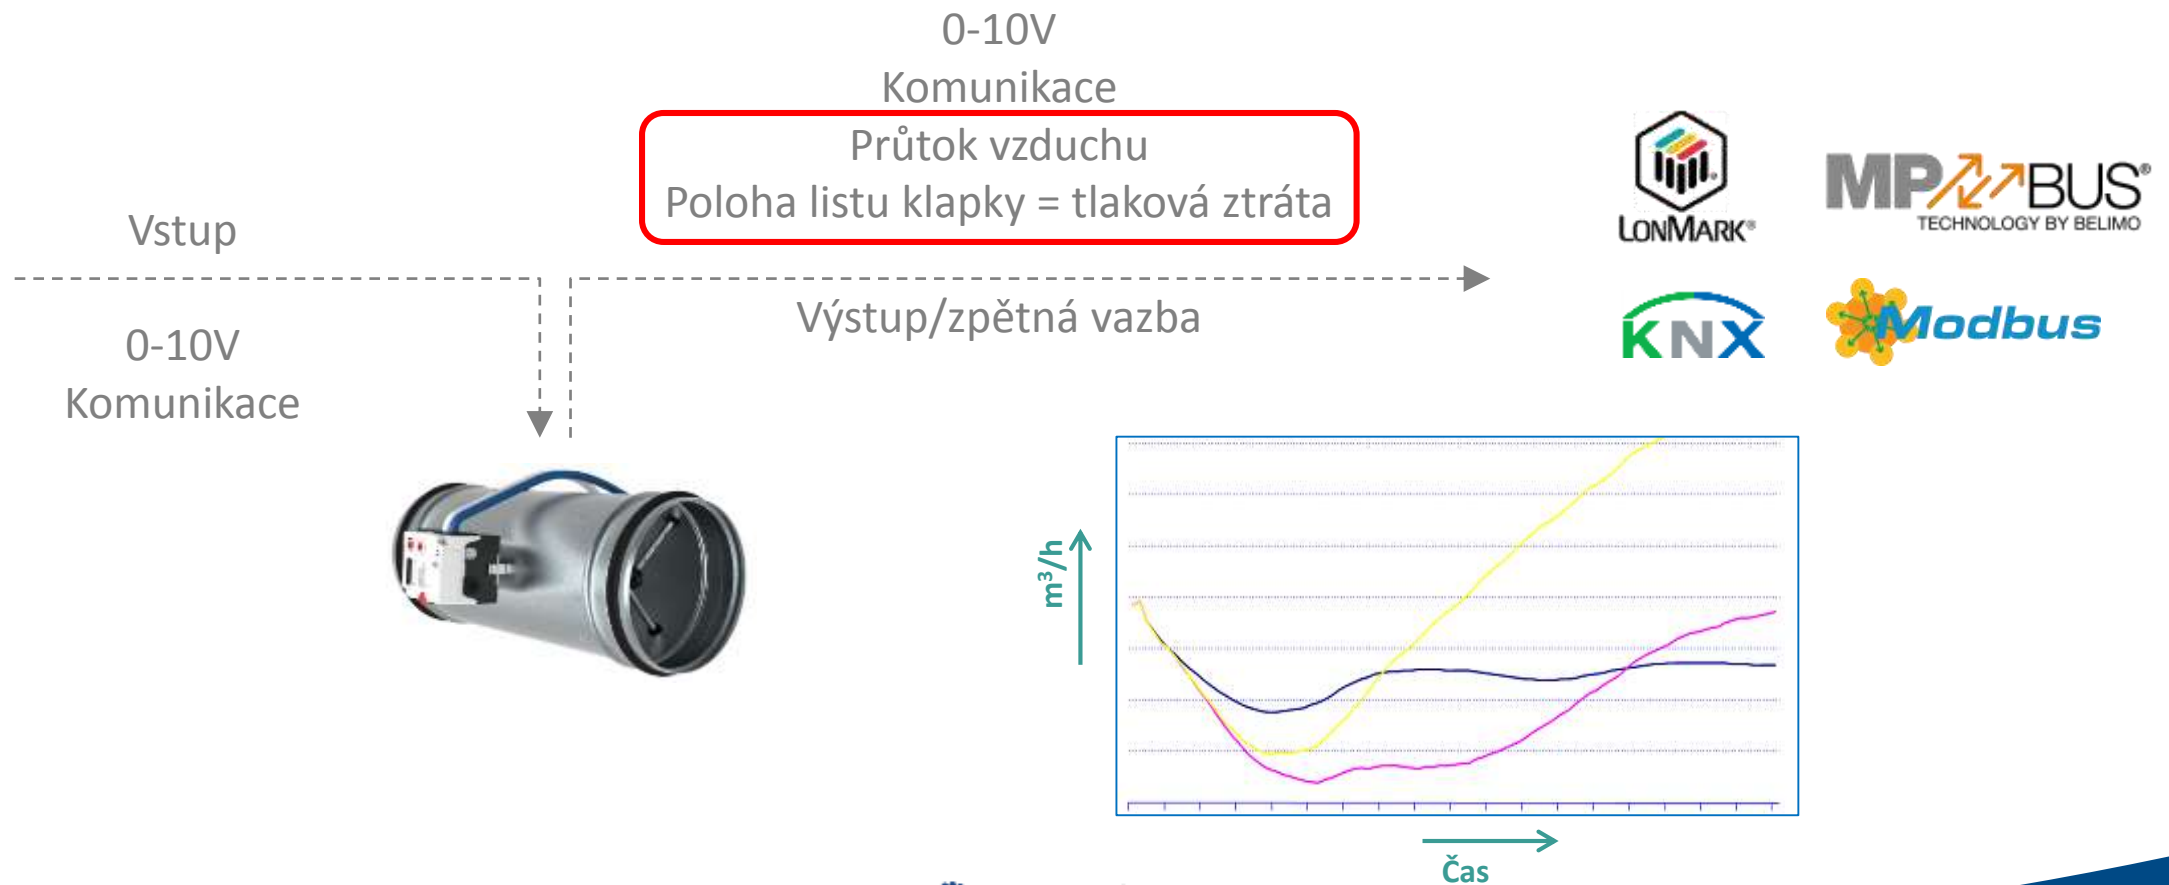 0-10V
Komunikace
Průtok vzduchu
Poloha listu klapky = tlaková ztráta
Vstup
0-10V
Komunikace
Výstup/zpětná vazba
LONMARK®
MP BUS®
TECHNOLOGY BY BELIMO
KNX
Modbus
m³/h
Čas